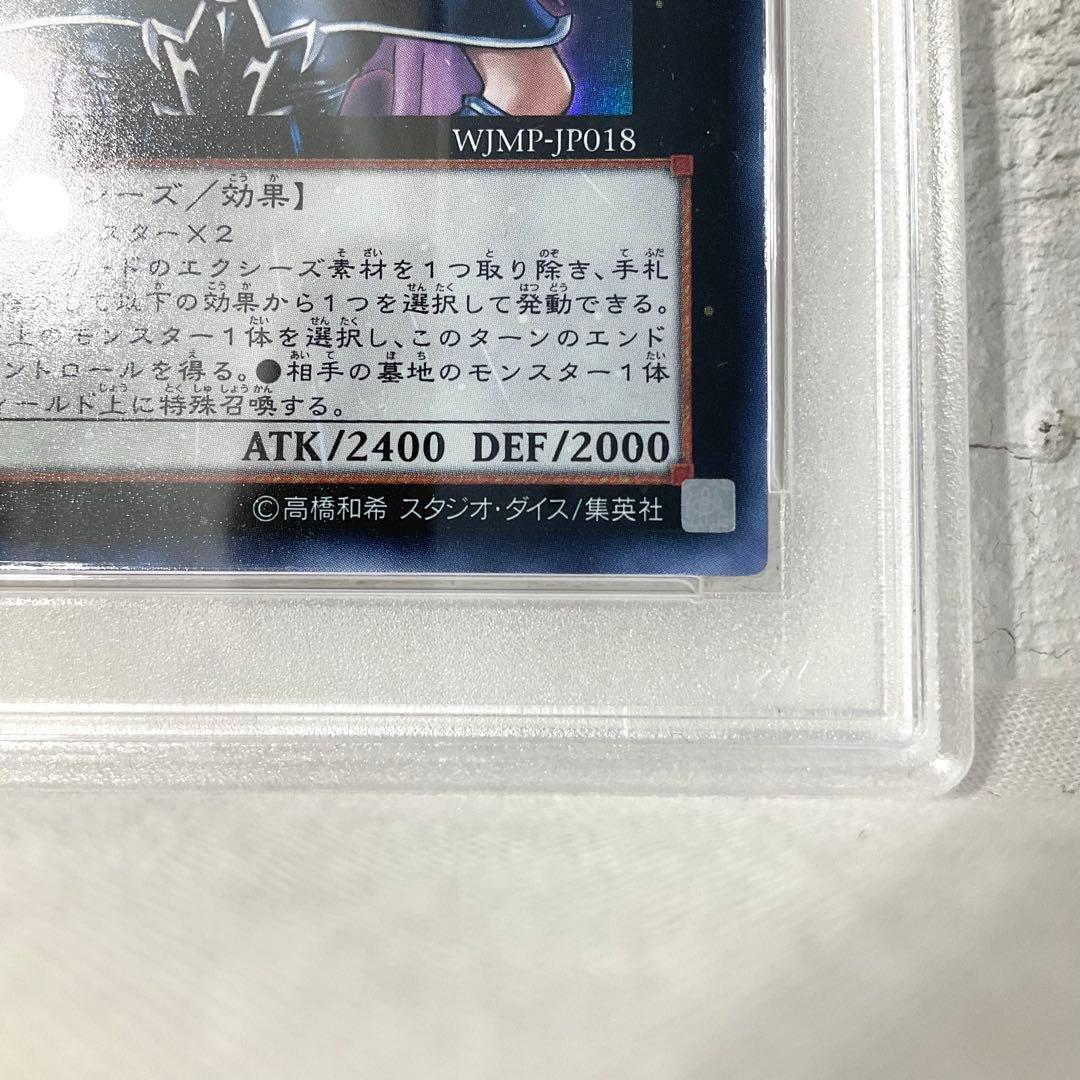 WJMP-JP018
シーズ/効果】
スターX2
ードのエクシーズ素材を1つ取り除き、手札
して以下の効果から1つを選択して発動できる。
上のモンスター1体を選択し、このターンのエンド
ントロールを得る。●相手の墓地のモンスター1体
ィールド上に特殊召喚する。
ATK/2400 DEF/2000
©高橋和希 スタジオ・ダイス/集英社